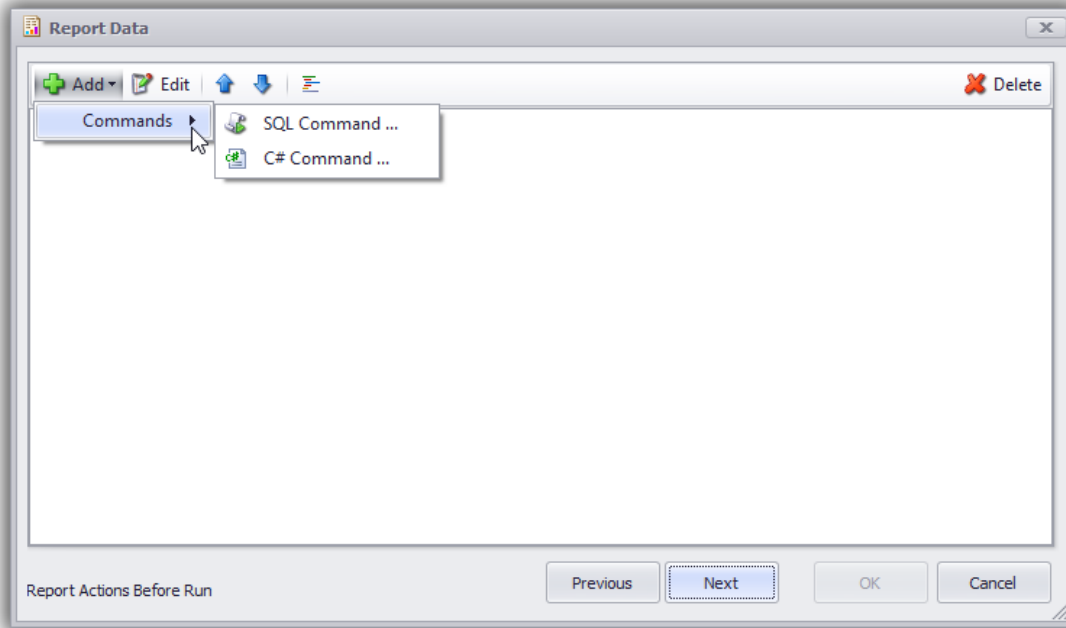 Report Data
Add Edit Delete
Commands SQL Command ...
C# Command ...
Report Actions Before Run Previous Next OK Cancel